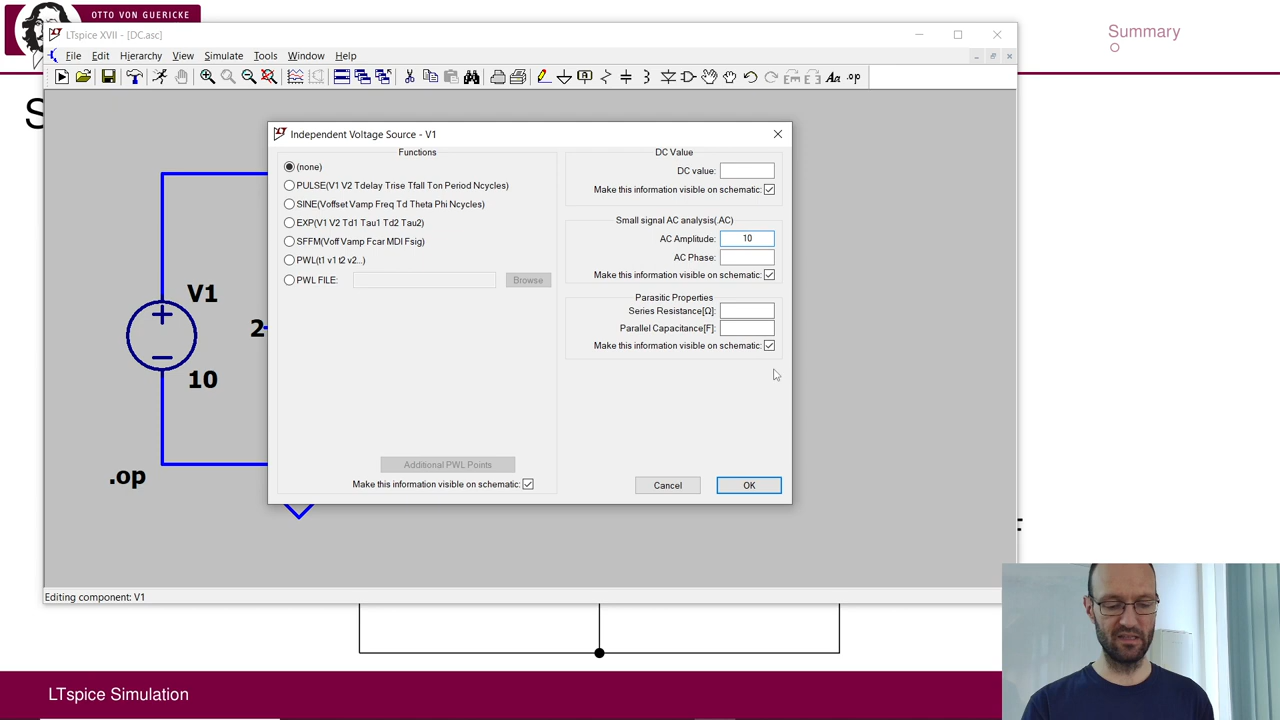 OTTO VON GUERICKE
Summary
LTspice XVII - [DC.asc]
File Edit Hierarchy View Simulate Tools Window Help
Aa .op
S
Independent Voltage Source - V1
Functions
(none)
PULSE(V1 V2 Tdelay Trise Tfall Ton Period Ncycles)
SINE(Voffset Vamp Freq Td Theta Phi Ncycles)
EXP(V1 V2 Td1 Tau1 Td2 Tau2)
SFFM(Voff Vamp Fcar MDI Fsig)
PWL(t1 v1 t2 v2...)
PWL FILE:
Browse
Additional PWL Points
Make this information visible on schematic:
DC Value
DC value:
Make this information visible on schematic:
Small signal AC analysis(.AC)
AC Amplitude: 10
AC Phase:
Make this information visible on schematic:
Parasitic Properties
Series Resistance[Ω]:
Parallel Capacitance[F]:
Make this information visible on schematic:
Cancel
OK
V1
2
10
.op
Editing component: V1
LTspice Simulation